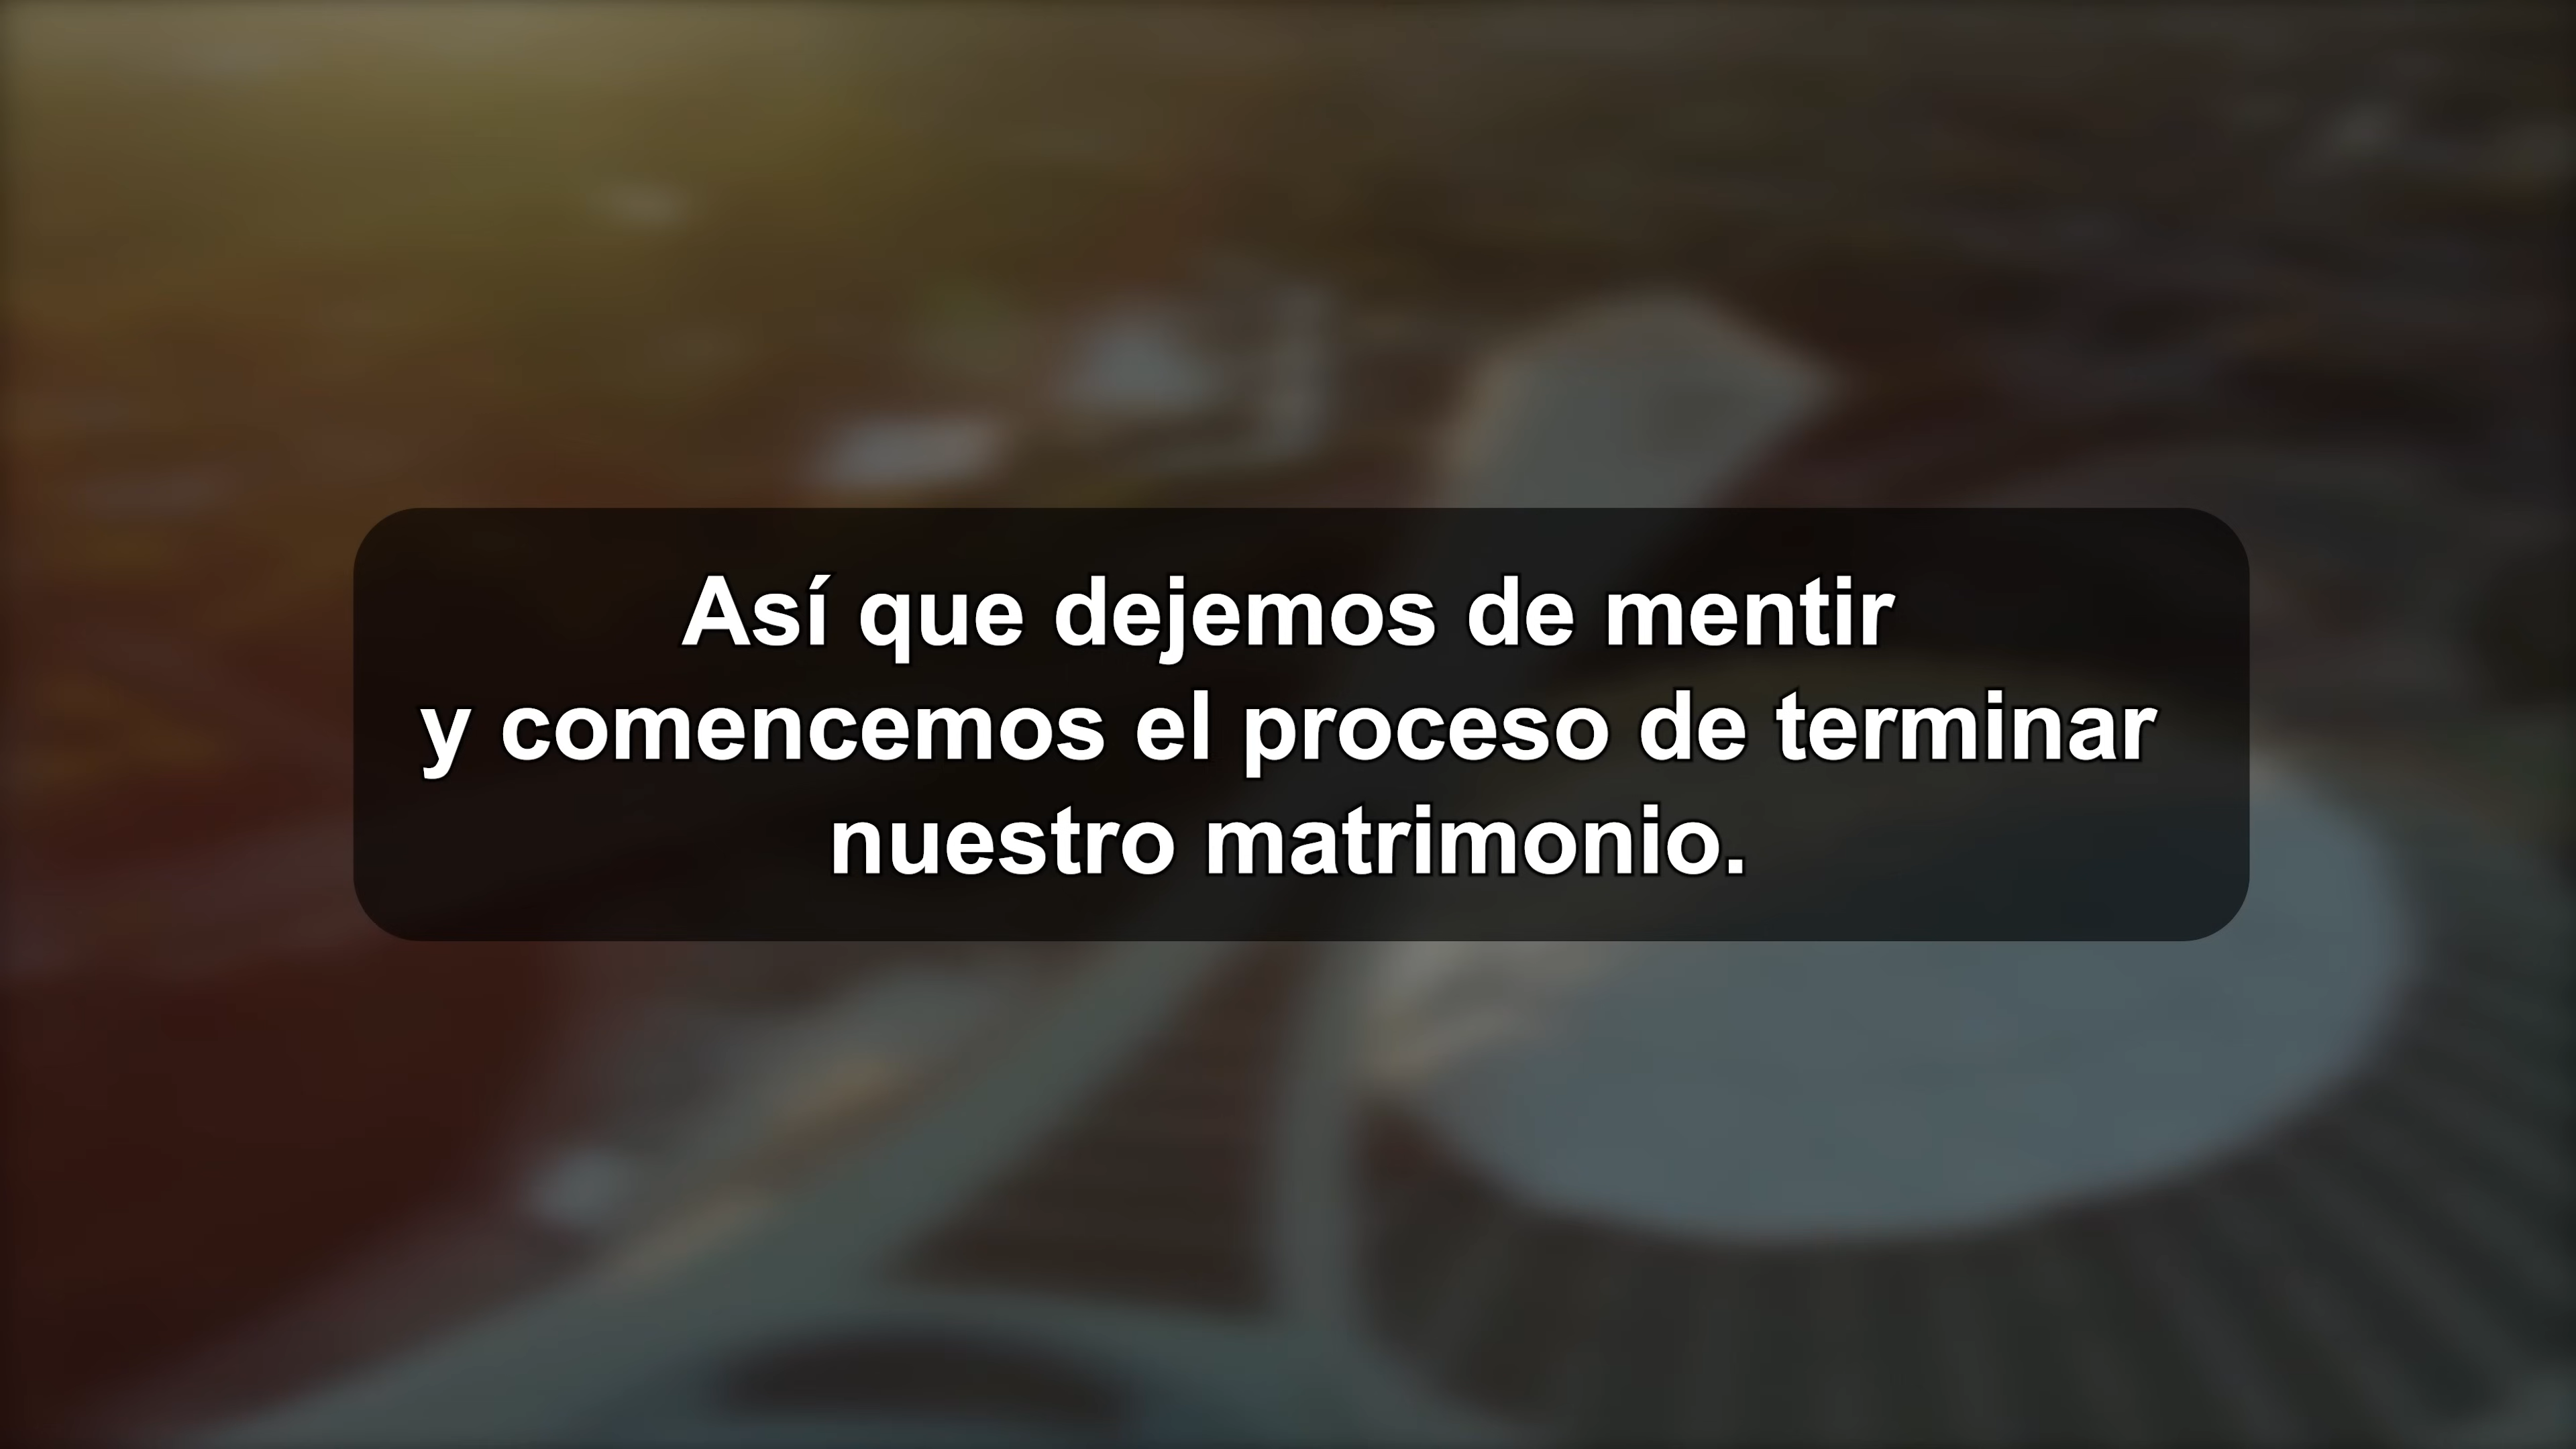 Así que dejemos de mentir
y comencemos el proceso de terminar
nuestro matrimonio.